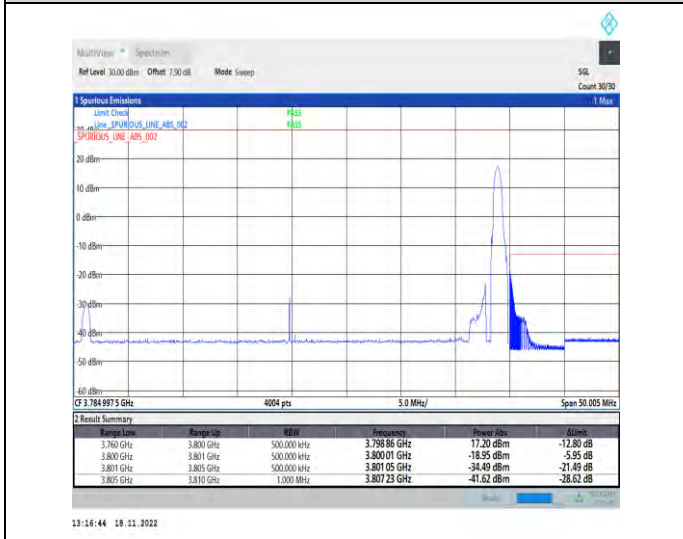 MultiView Spectrum
Ref Level 30.00 dBm Offset 7.90 dB Mode Sweep SGL
Count 30/30
1 Spurious Emissions 1 Max
Limit Check PASS
Line _SPURIOUS_LINE_ABS_002 PASS
SPURIOUS_LINE_ABS_002
20 dBm
10 dBm
0 dBm
-10 dBm
-20 dBm
-30 dBm
-40 dBm
-50 dBm
-60 dBm
CF 3.784 997 5 GHz 4004 pts 5.0 MHz/ Span 50.005 MHz
2 Result Summary
Range Low Range Up RBW Frequency Power Abs ΔLimit
3.760 GHz 3.800 GHz 500.000 kHz 3.798 86 GHz 17.20 dBm -12.80 dB
3.800 GHz 3.801 GHz 500.000 kHz 3.800 01 GHz -18.95 dBm -5.95 dB
3.801 GHz 3.805 GHz 500.000 kHz 3.801 05 GHz -34.49 dBm -21.49 dB
3.805 GHz 3.810 GHz 1.000 MHz 3.807 23 GHz -41.62 dBm -28.62 dB
13:16:44 18.11.2022